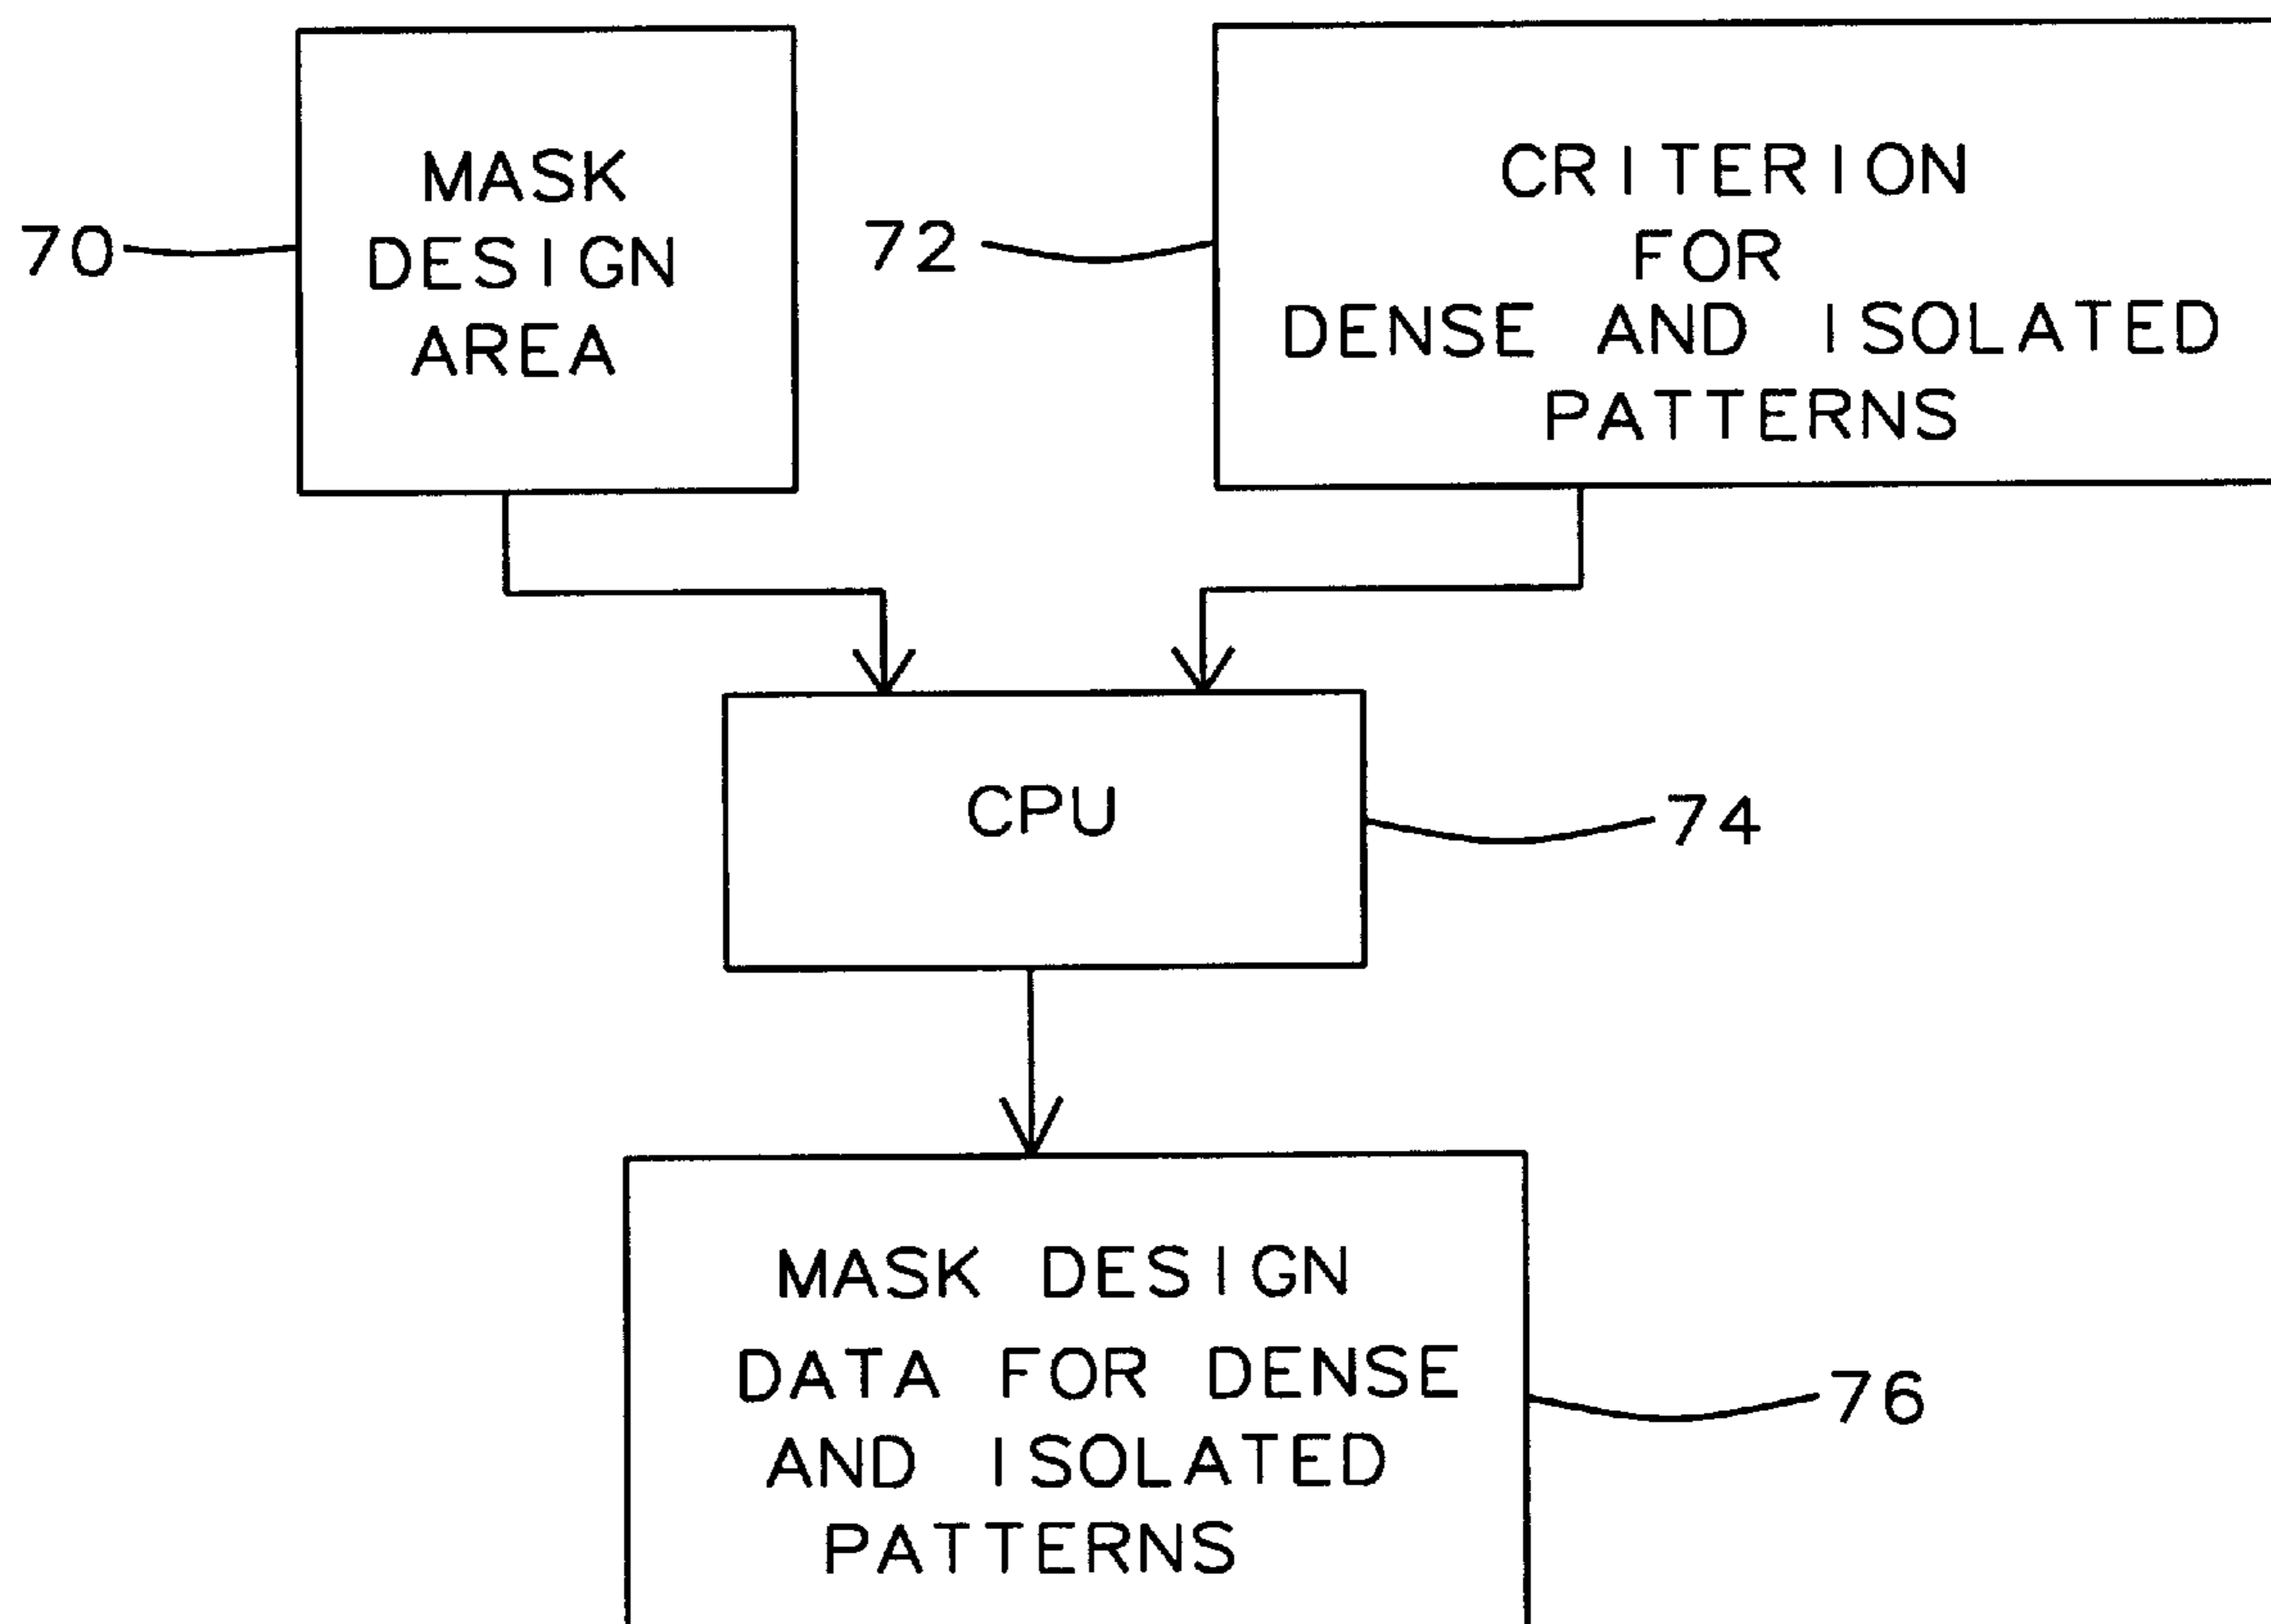 MASK
DESIGN
AREA
70
72
CRITERION
FOR
DENSE AND ISOLATED
PATTERNS
CPU
74
MASK DESIGN
DATA FOR DENSE
AND ISOLATED
PATTERNS
76